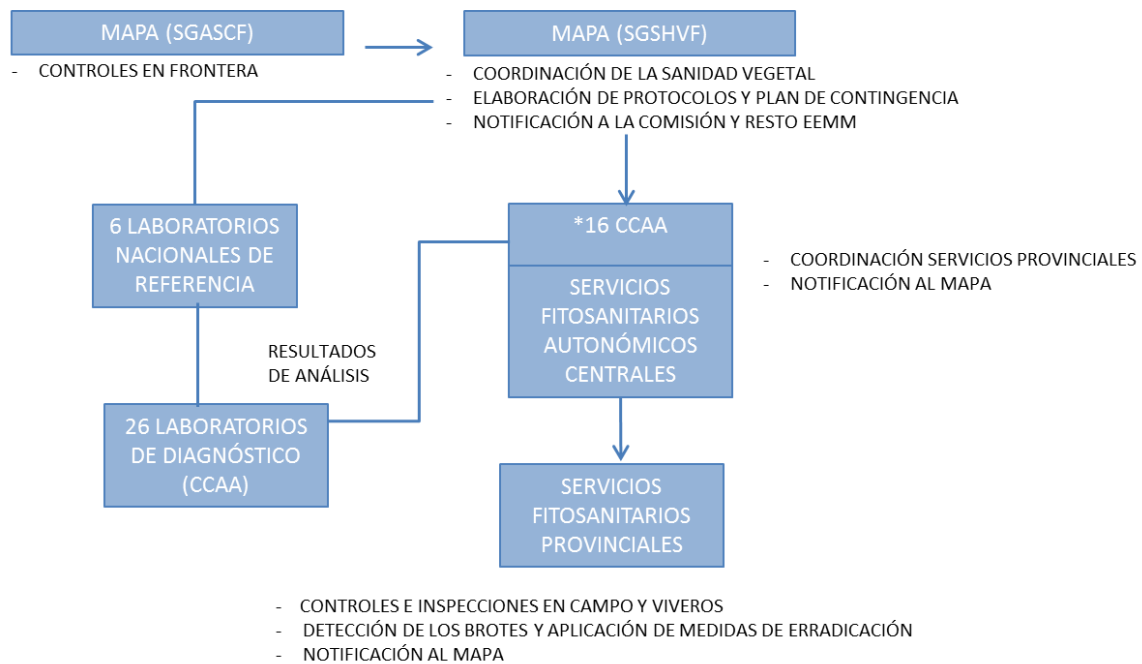 MAPA (SGASCF)
- CONTROLES EN FRONTERA
MAPA (SGSHVF)
- COORDINACIÓN DE LA SANIDAD VEGETAL
- ELABORACIÓN DE PROTOCOLOS Y PLAN DE CONTINGENCIA
- NOTIFICACIÓN A LA COMISIÓN Y RESTO EEMM
6 LABORATORIOS
NACIONALES DE
REFERENCIA
*16 CCAA
SERVICIOS
FITOSANITARIOS
AUTONÓMICOS
CENTRALES
- COORDINACIÓN SERVICIOS PROVINCIALES
- NOTIFICACIÓN AL MAPA
RESULTADOS
DE ANÁLISIS
26 LABORATORIOS
DE DIAGNÓSTICO
(CCAA)
SERVICIOS
FITOSANITARIOS
PROVINCIALES
- CONTROLES E INSPECCIONES EN CAMPO Y VIVEROS
- DETECCIÓN DE LOS BROTES Y APLICACIÓN DE MEDIDAS DE ERRADICACIÓN
- NOTIFICACIÓN AL MAPA